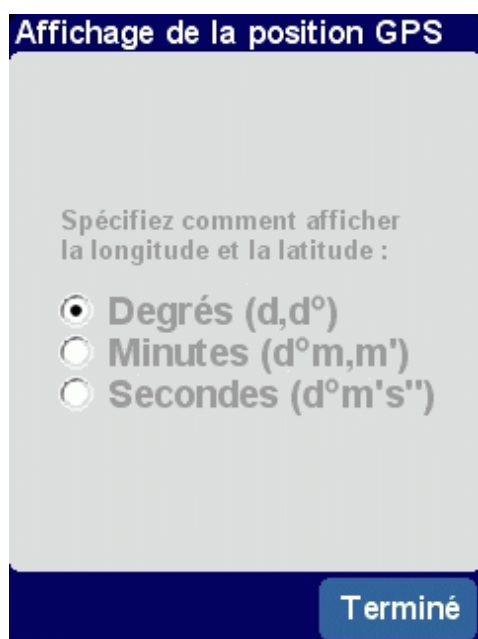 Affichage de la position GPS
Spécifiez comment afficher
la longitude et la latitude :
Degrés (d,d°)
Minutes (d°m,m')
Secondes (d°m's")
Terminé